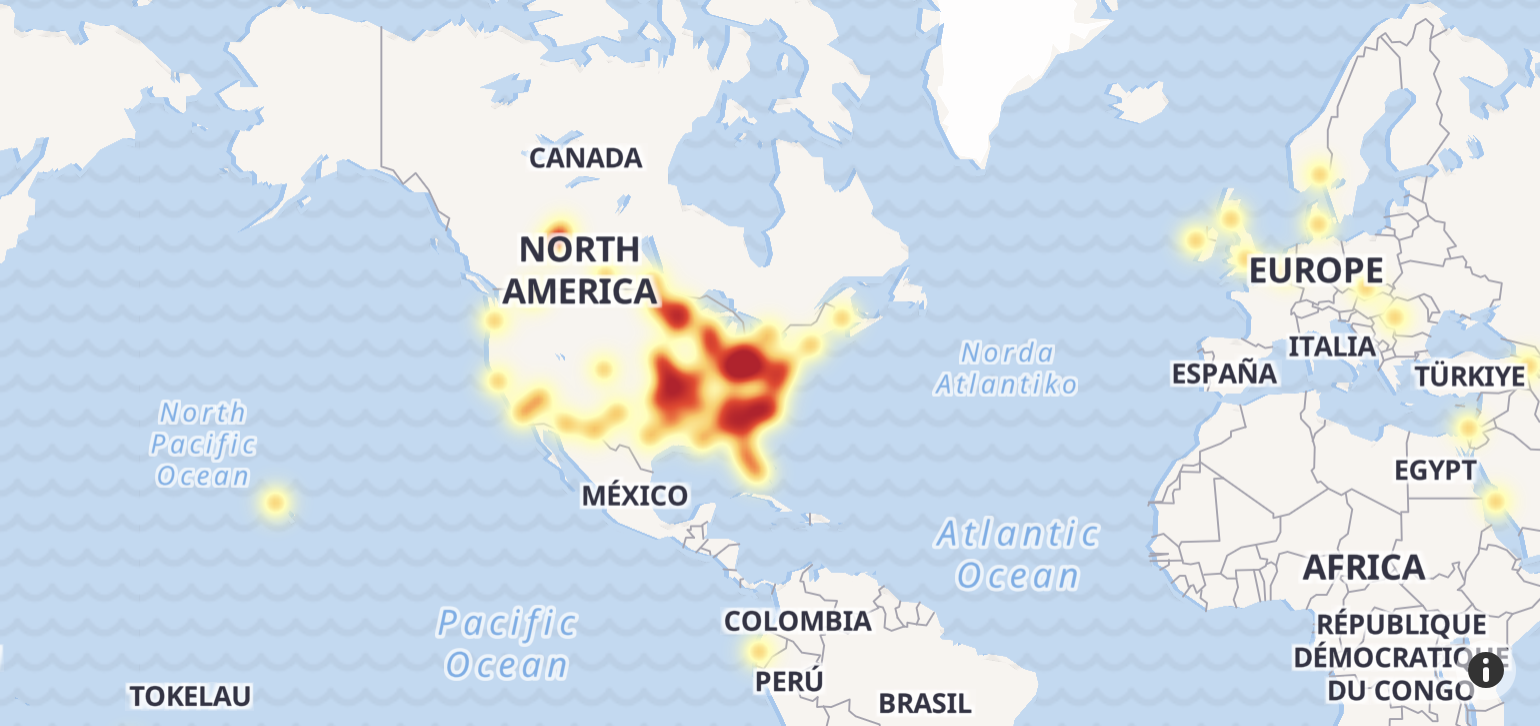 CANADA
NORTH
AMERICA
EUROPE
ITALIA
ESPAÑA
TÜRKIYE
Norda
Atlantiko
North
Pacific
Ocean
EGYPT
MÉXICO
Atlantic
Ocean
AFRICA
COLOMBIA
Pacific
Ocean
RÉPUBLIQUE
DÉMOCRATIQUE
DU CONGO
PERÚ
TOKELAU
BRASIL